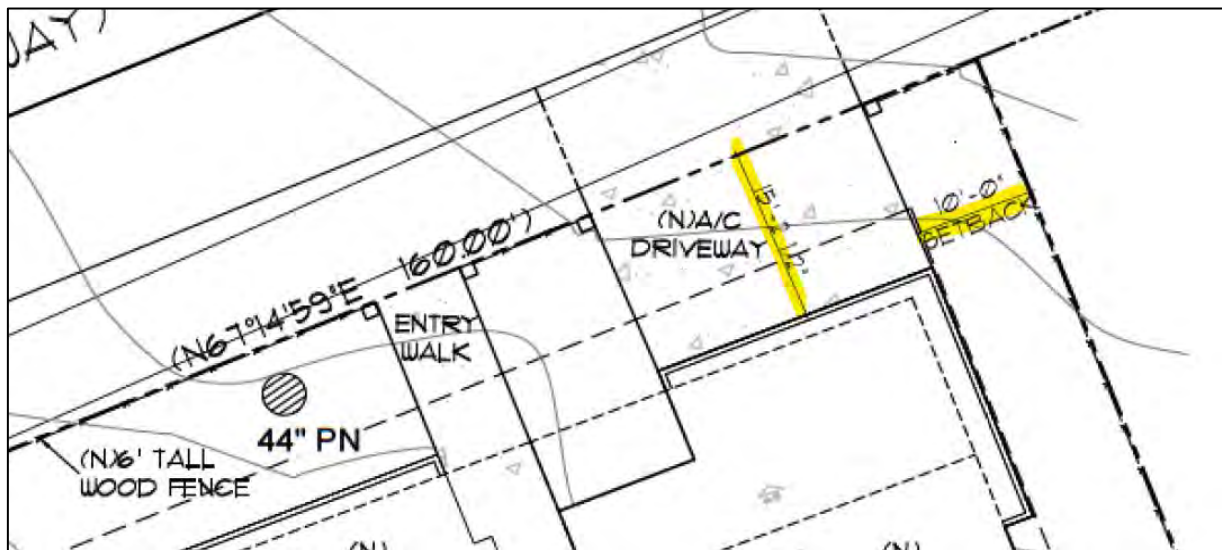 10'-0"
SETBACK
(N)A/C
DRIVEWAY
(N67°14'59"E 160.00')
ENTRY
WALK
44" PN
(N)6' TALL
WOOD FENCE
(N)
(N)